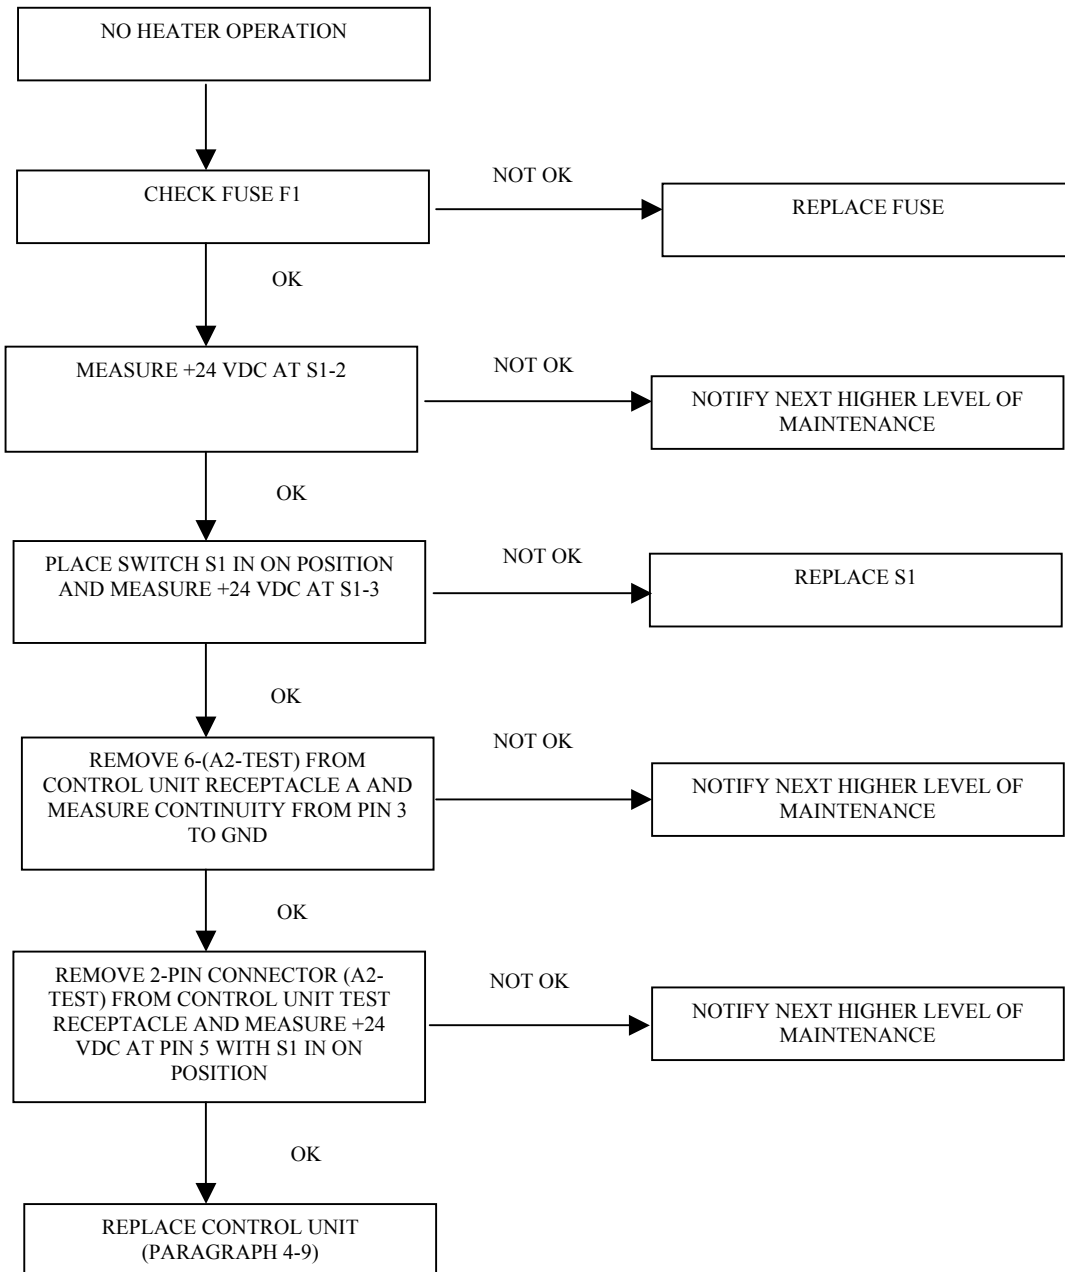 NO HEATER OPERATION
CHECK FUSE F1
NOT OK
REPLACE FUSE
OK
MEASURE +24 VDC AT S1-2
NOT OK
NOTIFY NEXT HIGHER LEVEL OF
MAINTENANCE
OK
PLACE SWITCH S1 IN ON POSITION
AND MEASURE +24 VDC AT S1-3
NOT OK
REPLACE S1
OK
REMOVE 6-(A2-TEST) FROM
CONTROL UNIT RECEPTACLE A AND
MEASURE CONTINUITY FROM PIN 3
TO GND
NOT OK
NOTIFY NEXT HIGHER LEVEL OF
MAINTENANCE
OK
REMOVE 2-PIN CONNECTOR (A2-
TEST) FROM CONTROL UNIT TEST
RECEPTACLE AND MEASURE +24
VDC AT PIN 5 WITH S1 IN ON
POSITION
NOT OK
NOTIFY NEXT HIGHER LEVEL OF
MAINTENANCE
OK
REPLACE CONTROL UNIT
(PARAGRAPH 4-9)